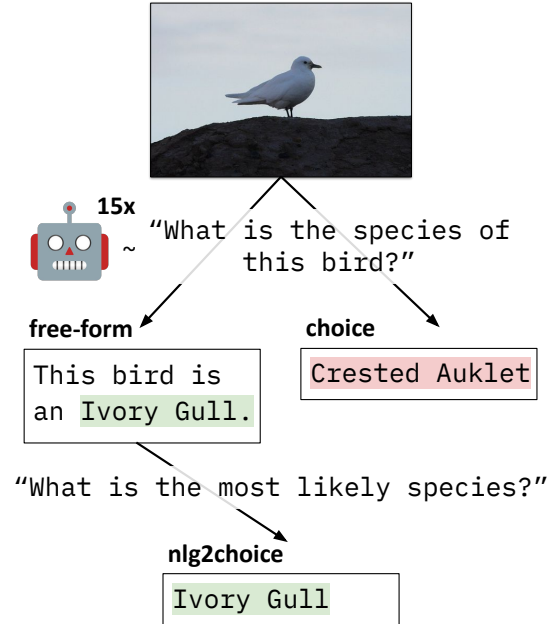 15x
~
“What is the species of
this bird?”
free-form
choice
This bird is
an Ivory Gull.
Crested Auklet
“What is the most likely species?”
nlg2choice
Ivory Gull